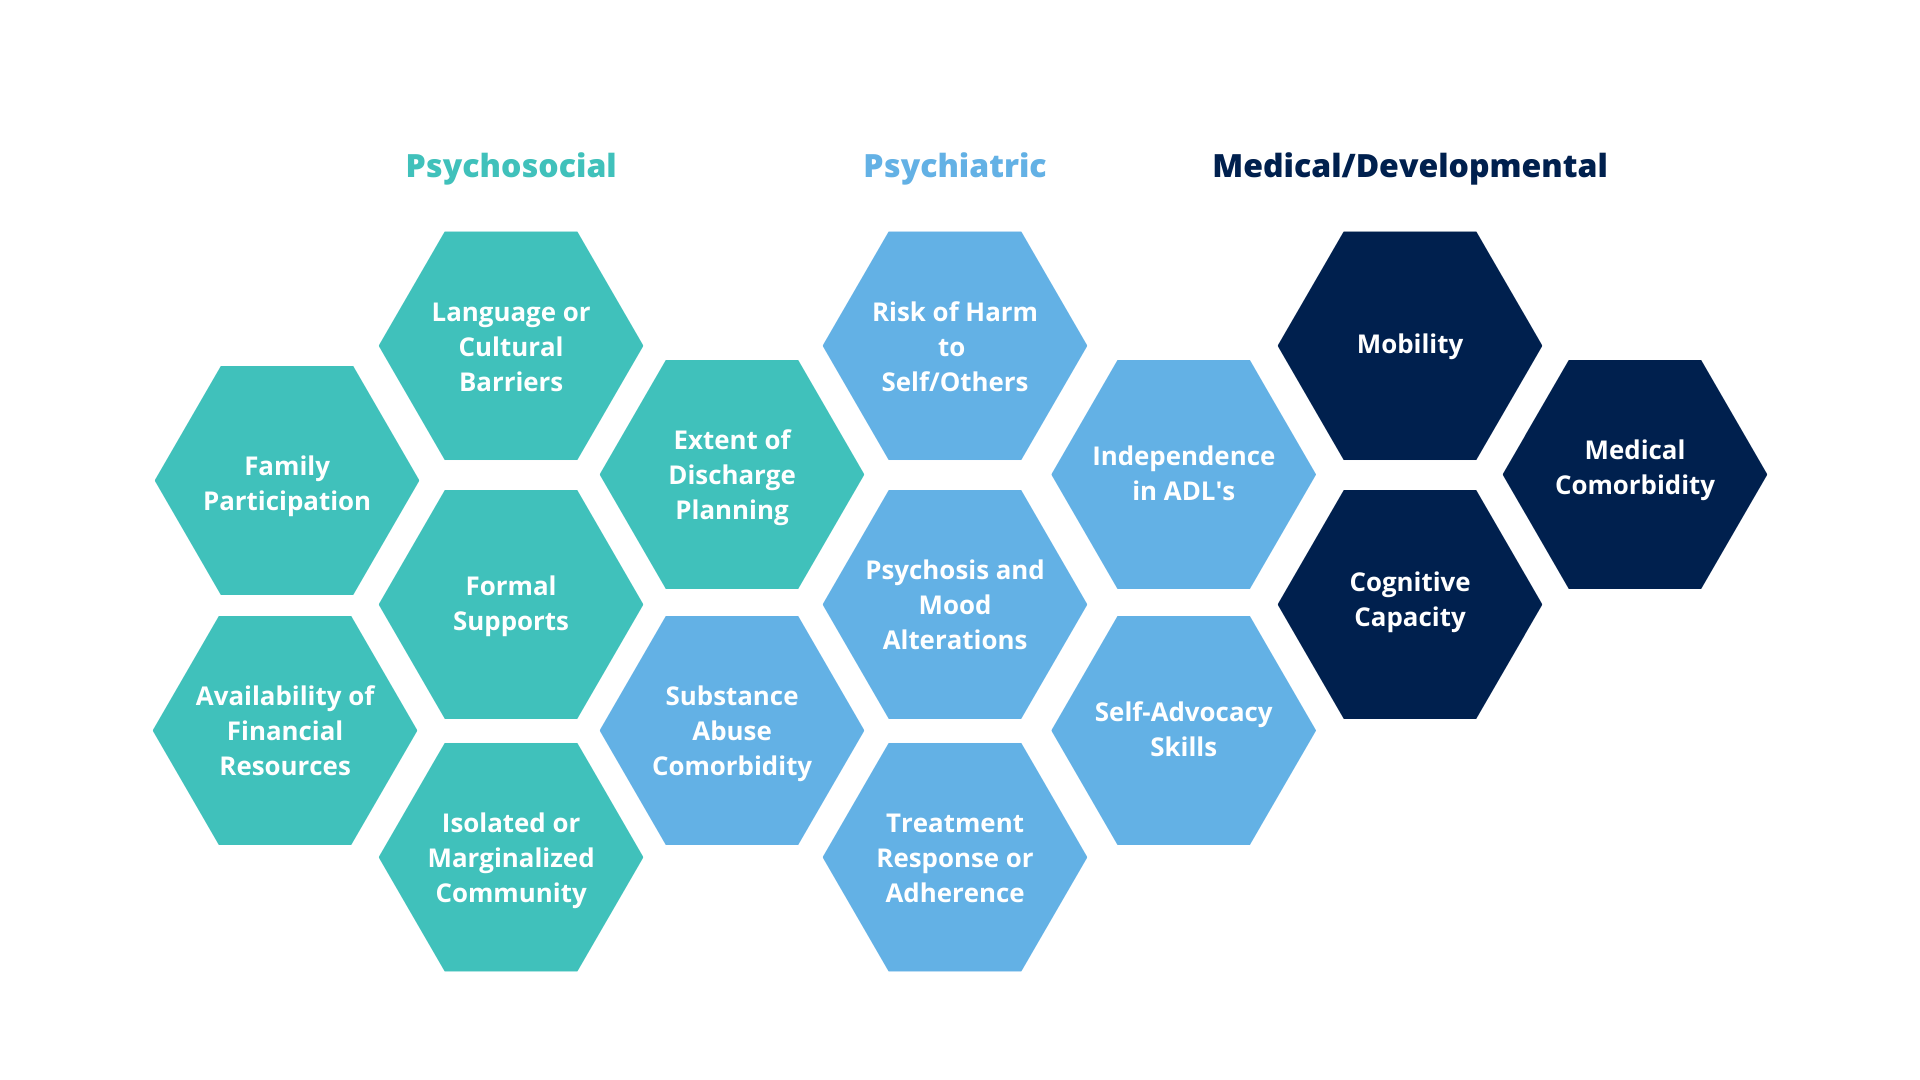 Psychosocial
Psychiatric
Medical/Developmental
Language or
Cultural
Barriers
Family
Participation
Extent of
Discharge
Planning
Formal
Supports
Availability of
Financial
Resources
Isolated or
Marginalized
Community
Risk of Harm
to
Self/Others
Independence
in ADL's
Psychosis and
Mood
Alterations
Substance
Abuse
Comorbidity
Self-Advocacy
Skills
Treatment
Response or
Adherence
Mobility
Medical
Comorbidity
Cognitive
Capacity